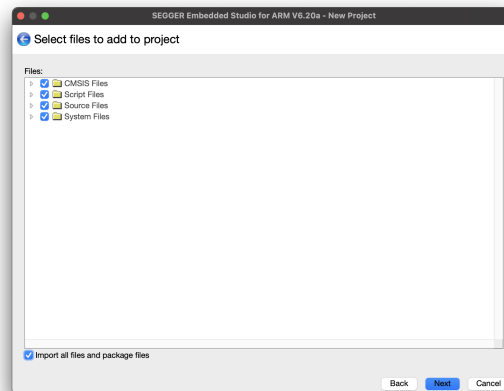 SEGGER Embedded Studio for ARM V6.20a - New Project
Select files to add to project
Files:
CMSIS Files
Script Files
Source Files
System Files
Import all files and package files
Back Next Cancel